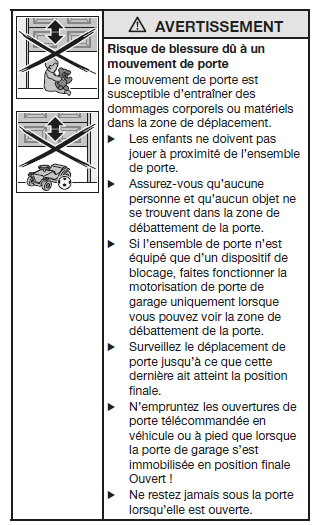 ⚠ AVERTISSEMENT
Risque de blessure dû à un
mouvement de porte
Le mouvement de porte est
susceptible d'entraîner des
dommages corporels ou matériels
dans la zone de déplacement.
► Les enfants ne doivent pas
jouer à proximité de l'ensemble
de porte.
► Assurez-vous qu'aucune
personne et qu'aucun objet ne
se trouvent dans la zone de
débattement de la porte.
► Si l'ensemble de porte n'est
équipé que d'un dispositif de
blocage, faites fonctionner la
motorisation de porte de
garage uniquement lorsque
vous pouvez voir la zone de
débattement de la porte.
► Surveillez le déplacement de
porte jusqu'à ce que cette
dernière ait atteint la position
finale.
► N'empruntez les ouvertures de
porte télécommandée en
véhicule ou à pied que lorsque
la porte de garage s'est
immobilisée en position finale
Ouvert !
► Ne restez jamais sous la porte
lorsqu'elle est ouverte.